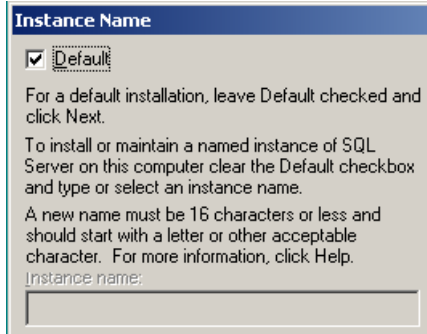 Instance Name
Default
For a default installation, leave Default checked and
click Next.
To install or maintain a named instance of SQL
Server on this computer clear the Default checkbox
and type or select an instance name.
A new name must be 16 characters or less and
should start with a letter or other acceptable
character. For more information, click Help.
Instance name: